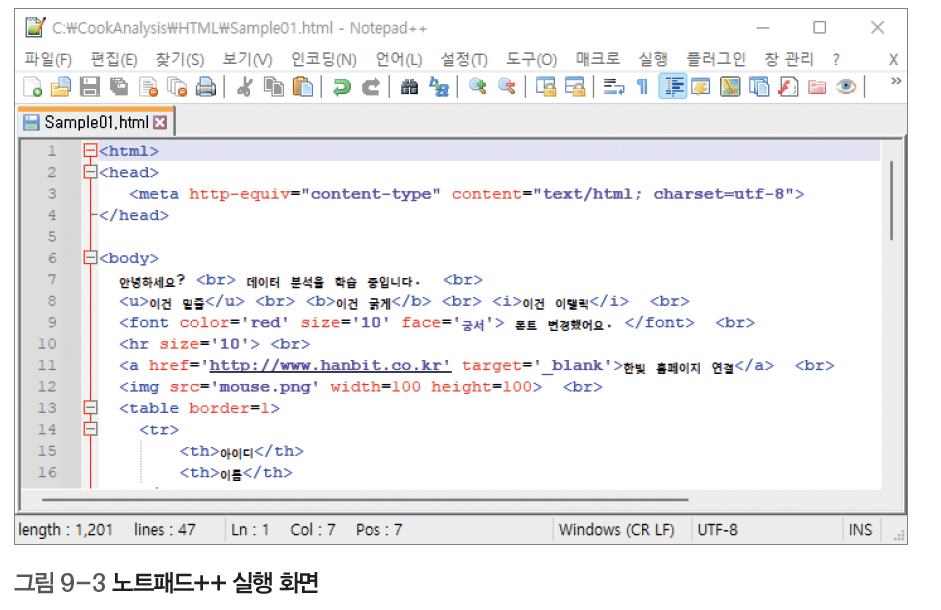 C:₩CookAnalysis₩HTML₩Sample01.html - Notepad++
파일(F) 편집(E) 찾기(S) 보기(V) 인코딩(N) 언어(L) 설정(T) 도구(O) 매크로 실행 플러그인 창 관리 ? X
Sample01.html
1 <html>
2 <head>
3 <meta http-equiv="content-type" content="text/html; charset=utf-8">
4 </head>
5
6 <body>
7 안녕하세요? <br> 데이터 분석을 학습 중입니다. <br>
8 <u>이건 밑줄</u> <br> <b>이건 굵게</b> <br> <i>이건 이탤릭</i> <br>
9 <font color='red' size='10' face='궁서'> 폰트 변경했어요. </font> <br>
10 <hr size='10'> <br>
11 <a href='http://www.hanbit.co.kr' target='_blank'>한빛 홈페이지 연결</a> <br>
12 <img src='mouse.png' width=100 height=100> <br>
13 <table border=1>
14 <tr>
15 <th>아이디</th>
16 <th>이름</th>
length : 1,201 lines : 47 Ln : 1 Col : 7 Pos : 7 Windows (CR LF) UTF-8 INS
그림 9-3 노트패드++ 실행 화면